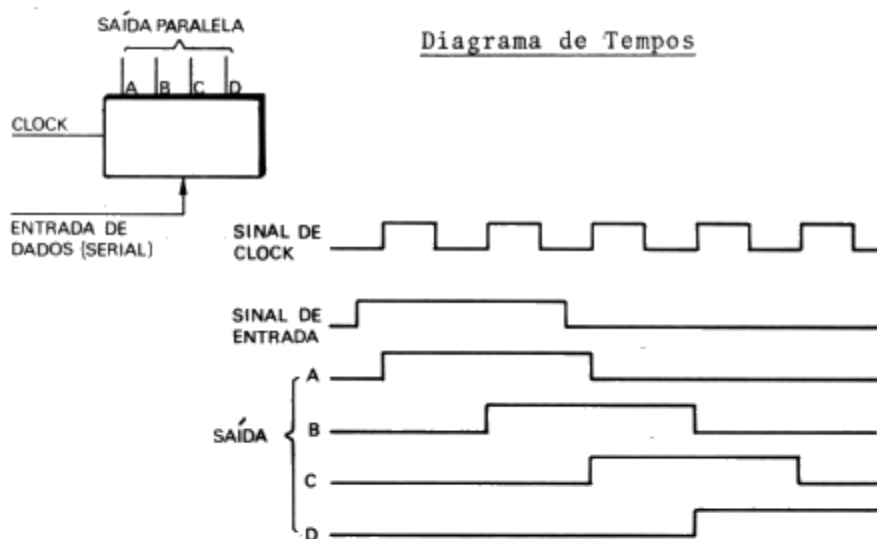 SAÍDA PARALELA
Diagrama de Tempos
A B C D
CLOCK
ENTRADA DE
DADOS (SERIAL)
SINAL DE
CLOCK
SINAL DE
ENTRADA
A
B
SAÍDA
C
D